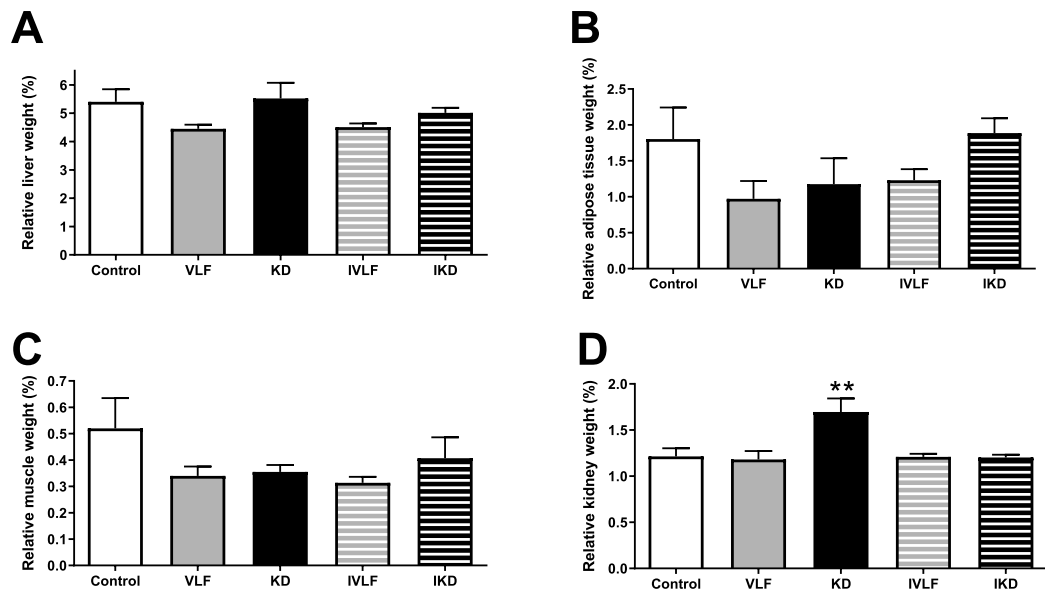 A
Relative liver weight (%)
6
5
4
3
2
1
0
Control VLF KD IVLF IKD
B
Relative adipose tissue weight (%)
2.5
2.0
1.5
1.0
0.5
0.0
Control VLF KD IVLF IKD
C
Relative muscle weight (%)
0.7
0.6
0.5
0.4
0.3
0.2
0.1
0.0
Control VLF KD IVLF IKD
D
Relative kidney weight (%)
2.0
1.5
1.0
0.5
0.0
**
Control VLF KD IVLF IKD